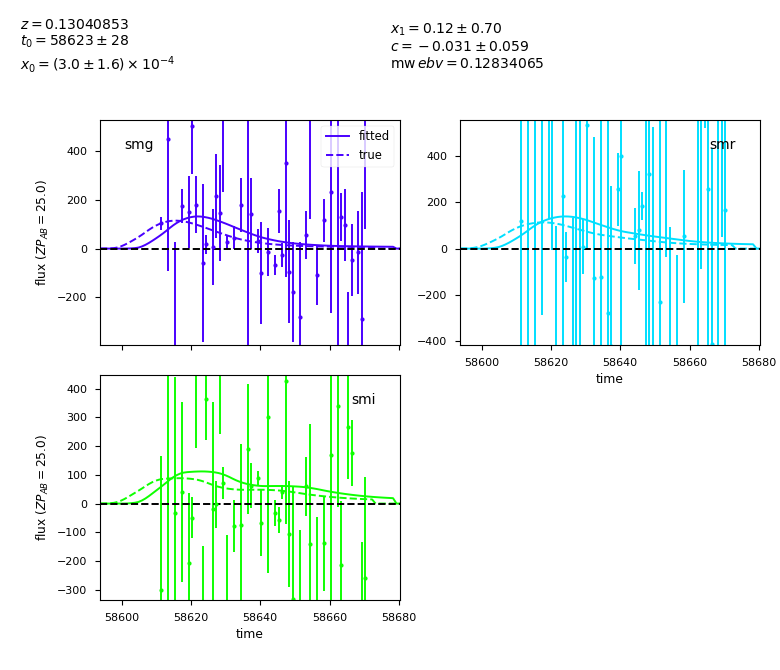 z = 0.13040853
t₀ = 58623 ± 28
x₀ = (3.0 ± 1.6) × 10⁻⁴
x₁ = 0.12 ± 0.70
c = −0.031 ± 0.059
mw ebv = 0.12834065
smg
fitted
true
400
200
0
−200
flux (ZP_AB = 25.0)
smr
400
200
0
−200
−400
58600 58620 58640 58660 58680
time
smi
400
300
200
100
0
−100
−200
−300
flux (ZP_AB = 25.0)
58600 58620 58640 58660 58680
time